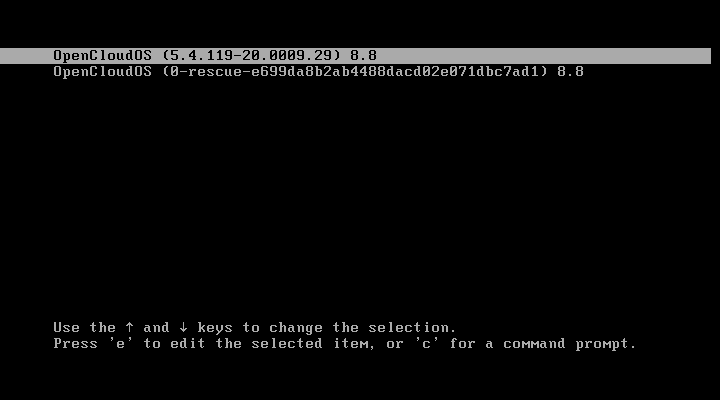 OpenCloudOS (5.4.119-20.0009.29) 8.8
OpenCloudOS (0-rescue-e699da8b2ab4488dacd02e071dbc7ad1) 8.8
Use the ↑ and ↓ keys to change the selection.
Press 'e' to edit the selected item, or 'c' for a command prompt.